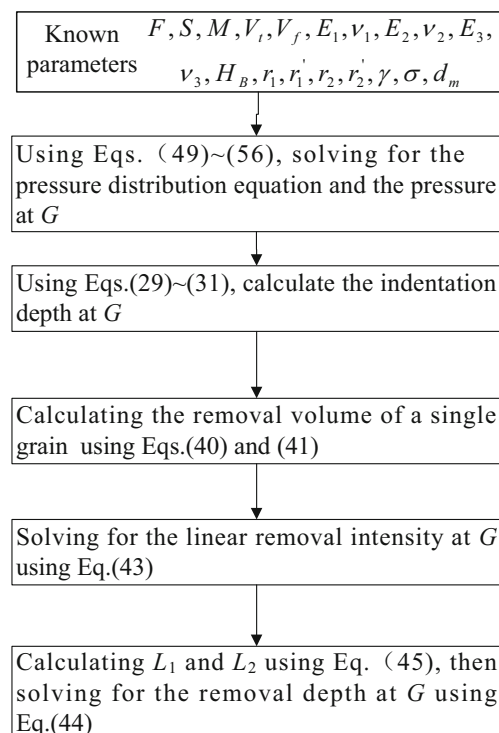 Known parameters F, S, M, V_t, V_f, E_1, ν_1, E_2, ν_2, E_3,
ν_3, H_B, r_1, r_1', r_2, r_2', γ, σ, d_m
Using Eqs. （49)~(56), solving for the
pressure distribution equation and the pressure
at G
Using Eqs.(29)~(31), calculate the indentation
depth at G
Calculating the removal volume of a single
grain using Eqs.(40) and (41)
Solving for the linear removal intensity at G
using Eq.(43)
Calculating L_1 and L_2 using Eq. （45), then
solving for the removal depth at G using
Eq.(44)